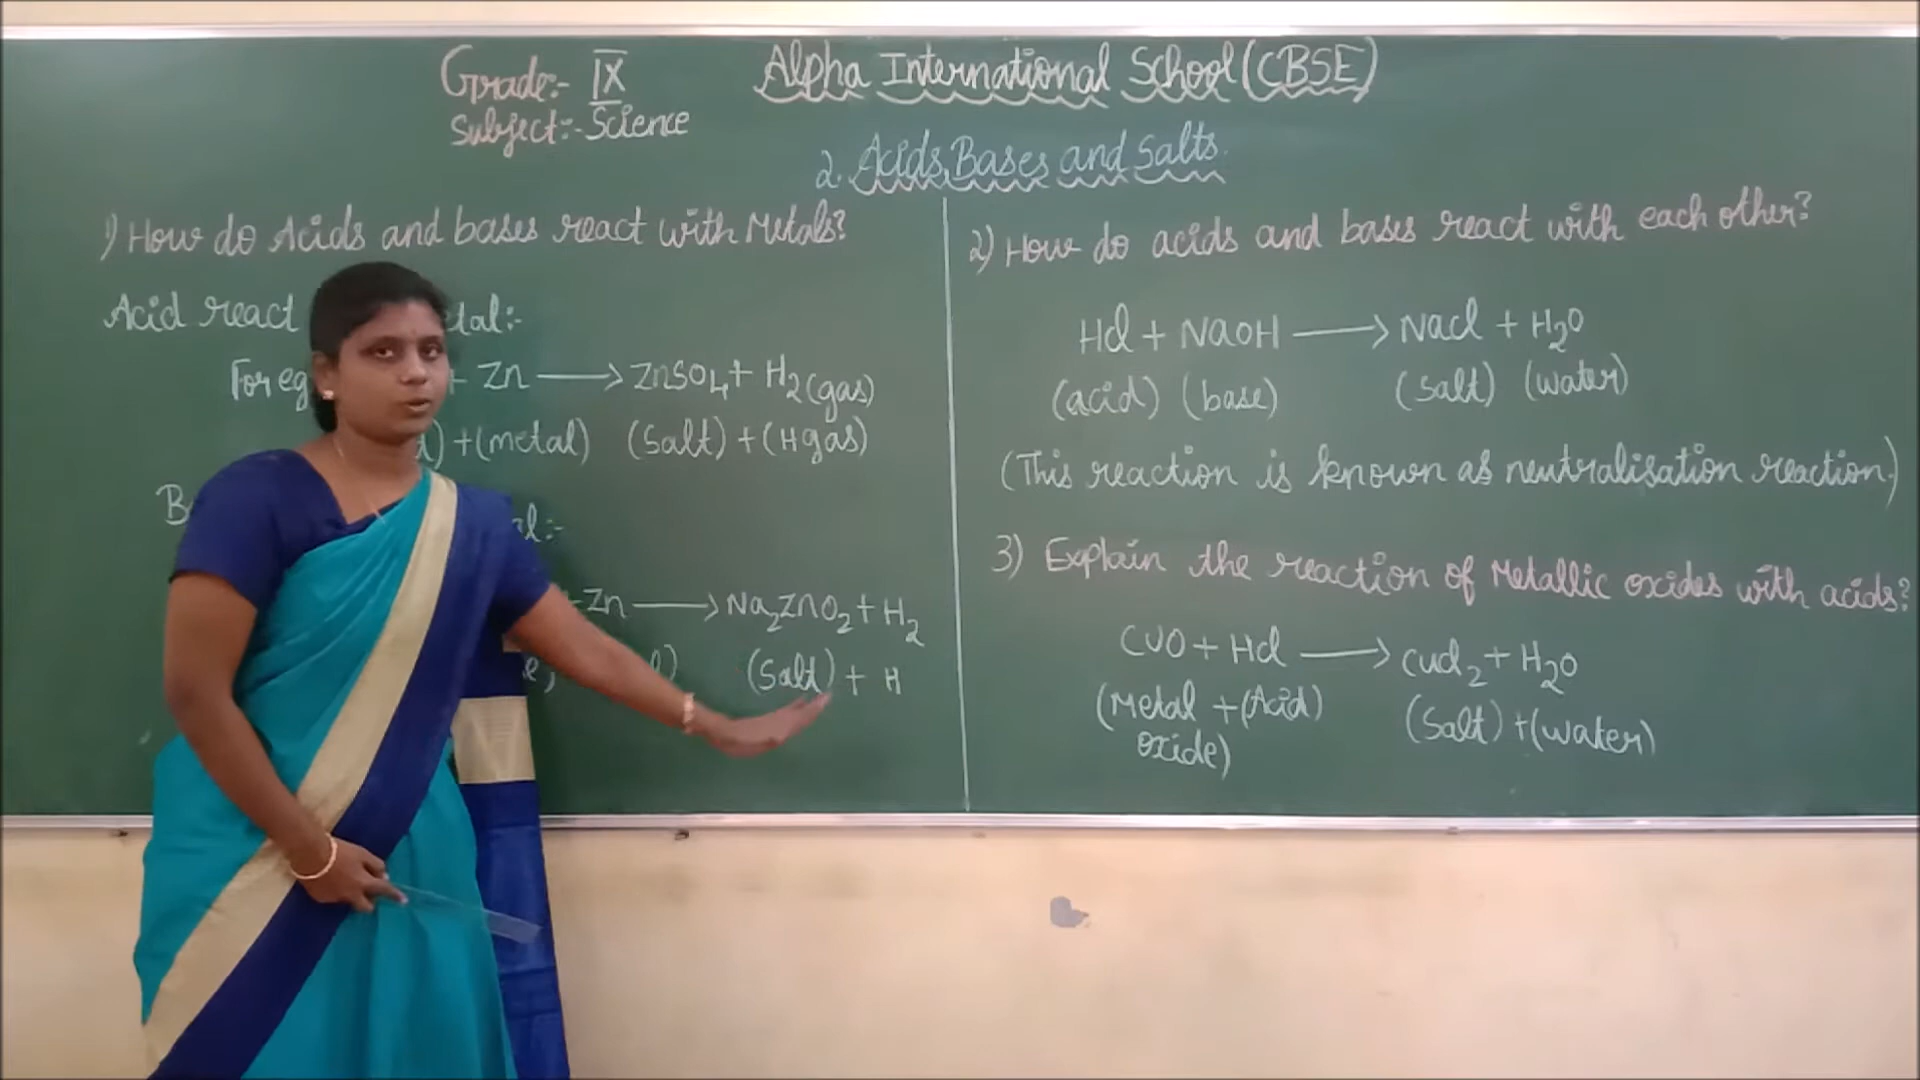 Grade:- IX
Alpha International School (CBSE)
Subject:- Science
2. Acids, Bases and Salts.
1) How do Acids and bases react with Metals?
Acid react
For eg + Zn ⟶ ZnSO4 + H2 (gas)
+ (metal) (Salt) + (H gas)
+ Zn ⟶ Na2ZnO2 + H2
(Salt) + H
2) How do acids and bases react with each other?
Hcl + NaOH ⟶ Nacl + H2O
(acid) (base) (Salt) (water)
(This reaction is known as neutralisation reaction.)
3) Explain the reaction of Metallic oxides with acids?
CuO + Hcl ⟶ cucl2 + H2O
(Metal + (Acid) (Salt) + (water)
oxide)